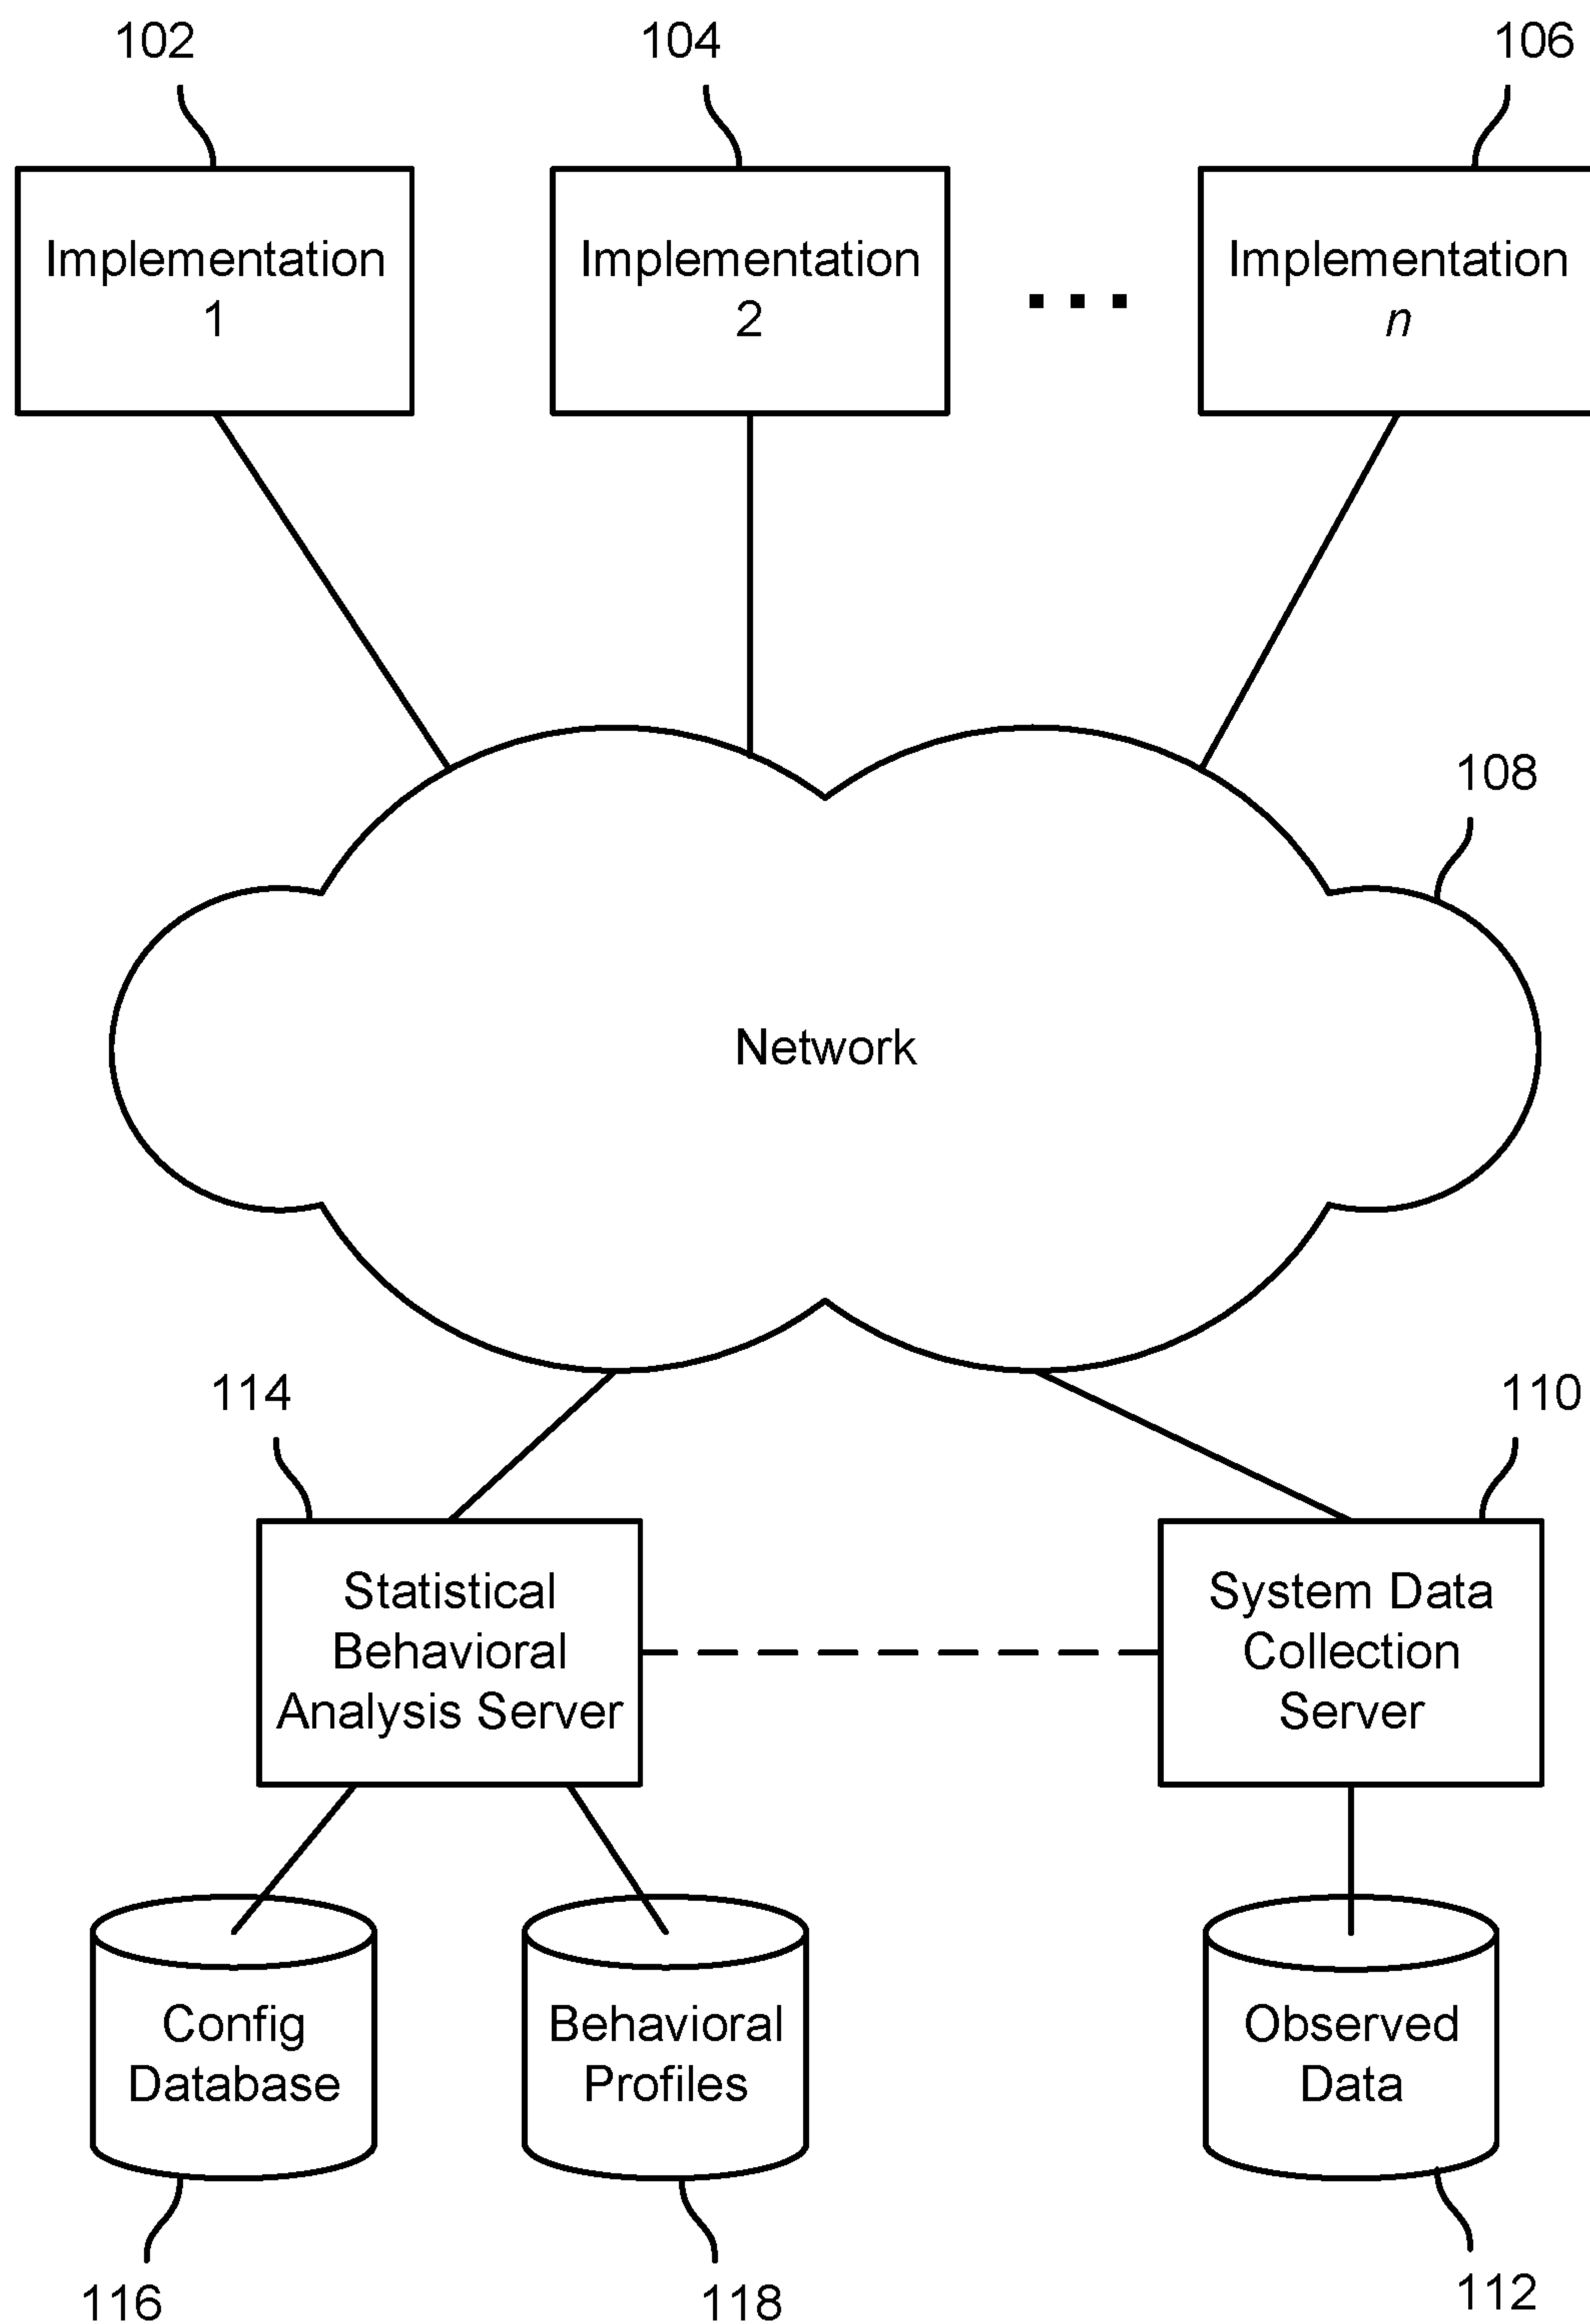 102
104
106
Implementation
1
Implementation
2
...
Implementation
n
108
Network
114
110
Statistical
Behavioral
Analysis Server
System Data
Collection
Server
Config
Database
Behavioral
Profiles
Observed
Data
116
118
112